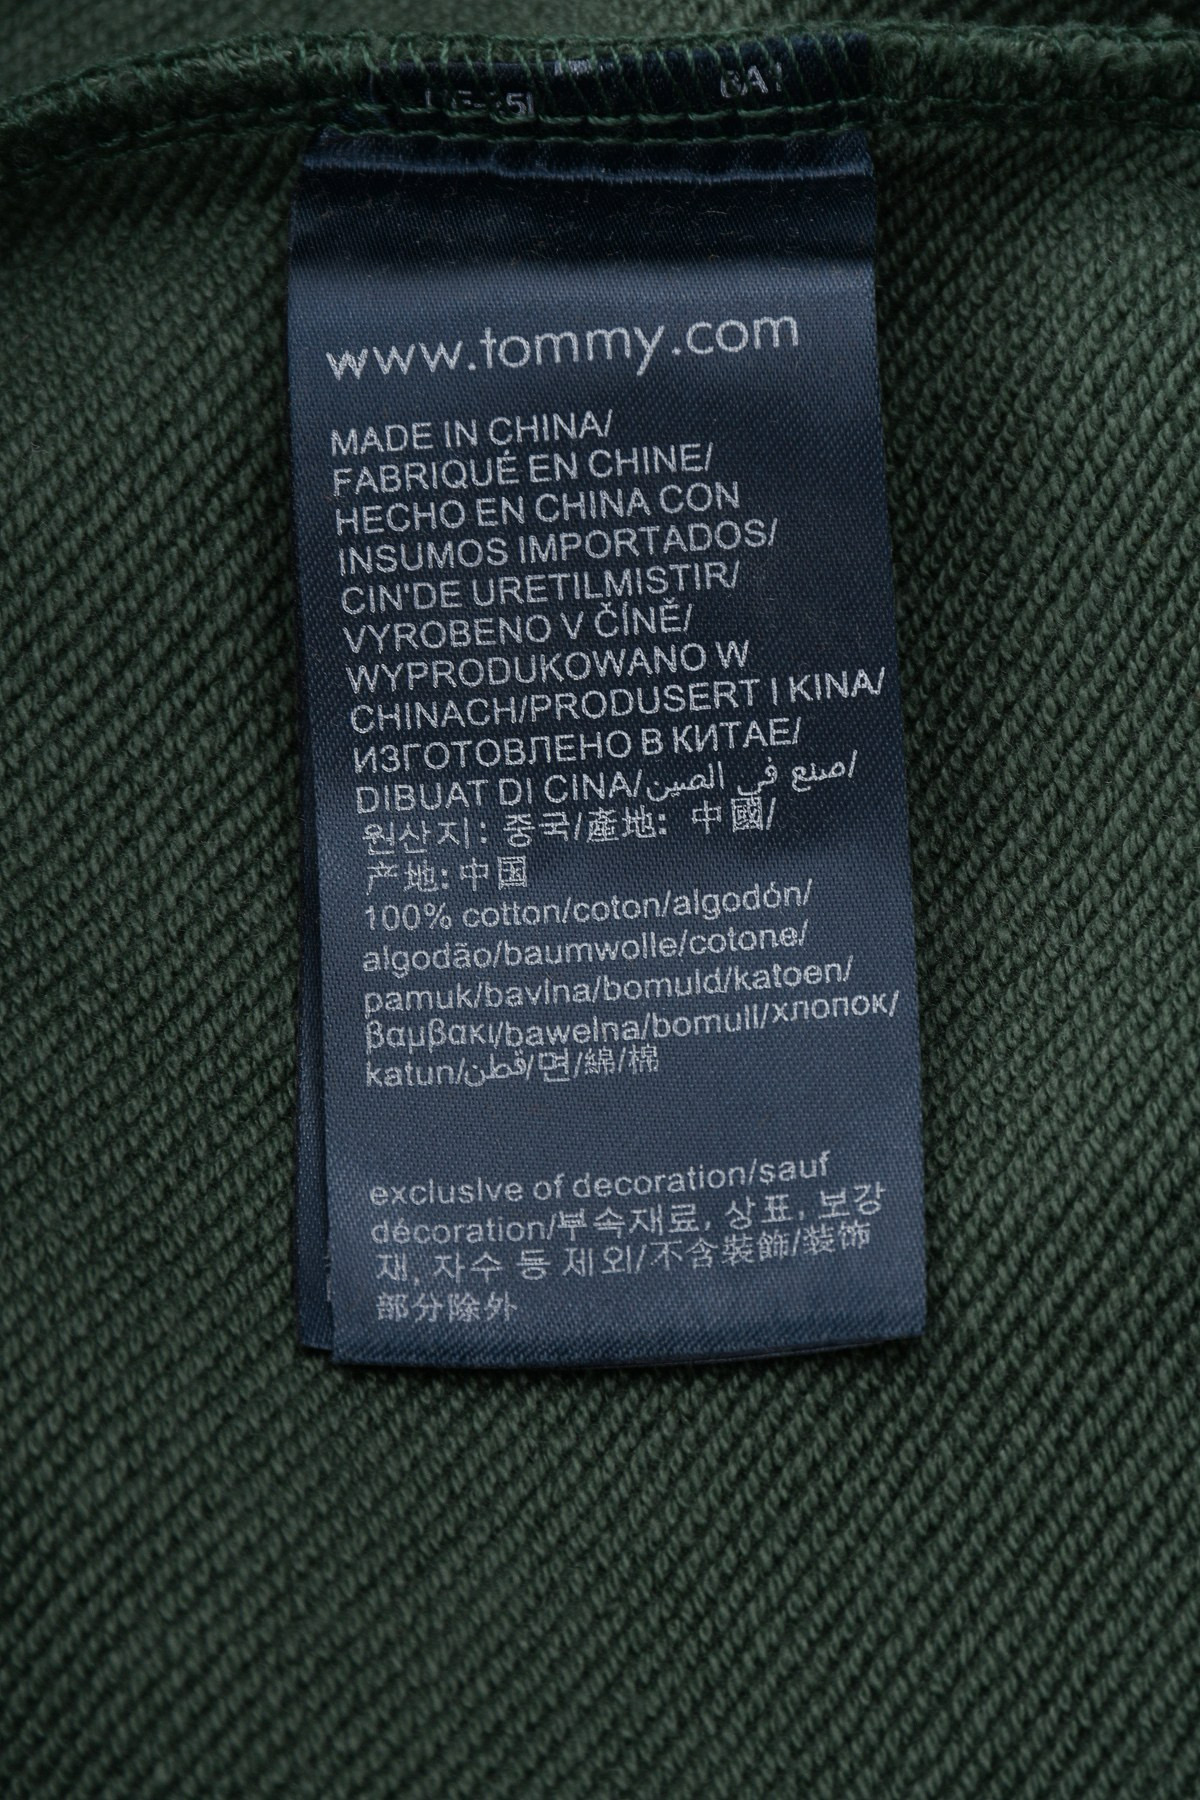 www.tommy.com
MADE IN CHINA/
FABRIQUÉ EN CHINE/
HECHO EN CHINA CON
INSUMOS IMPORTADOS/
CIN'DE URETILMISTIR/
VYROBENO V ČÍNĚ/
WYPRODUKOWANO W
CHINACH/PRODUSERT I KINA/
ИЗГОТОВЛЕНО В КИТАЕ/
DIBUAT DI CINA/صنع في الصين/
원산지: 중국/產地: 中國/
产地: 中国
100% cotton/coton/algodón/
algodão/baumwolle/cotone/
pamuk/bavlna/bomuld/katoen/
βαμβακι/bawelna/bomull/хлопок/
katun/قطن/면/綿/棉
exclusive of decoration/sauf
décoration/부속재료, 상표, 보강
재, 자수 등 제외/不含裝飾/装饰
部分除外